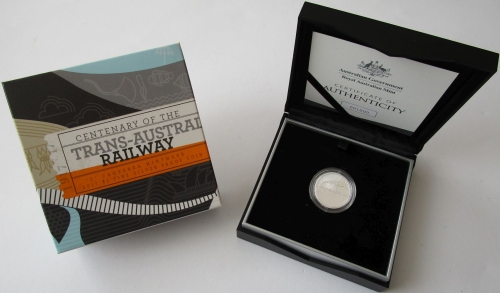 CENTENARY OF THE
TRANS-AUSTRAL
RAILWAY
Australian Government
Royal Australian Mint
CERTIFICATE OF
AUTHENTICITY